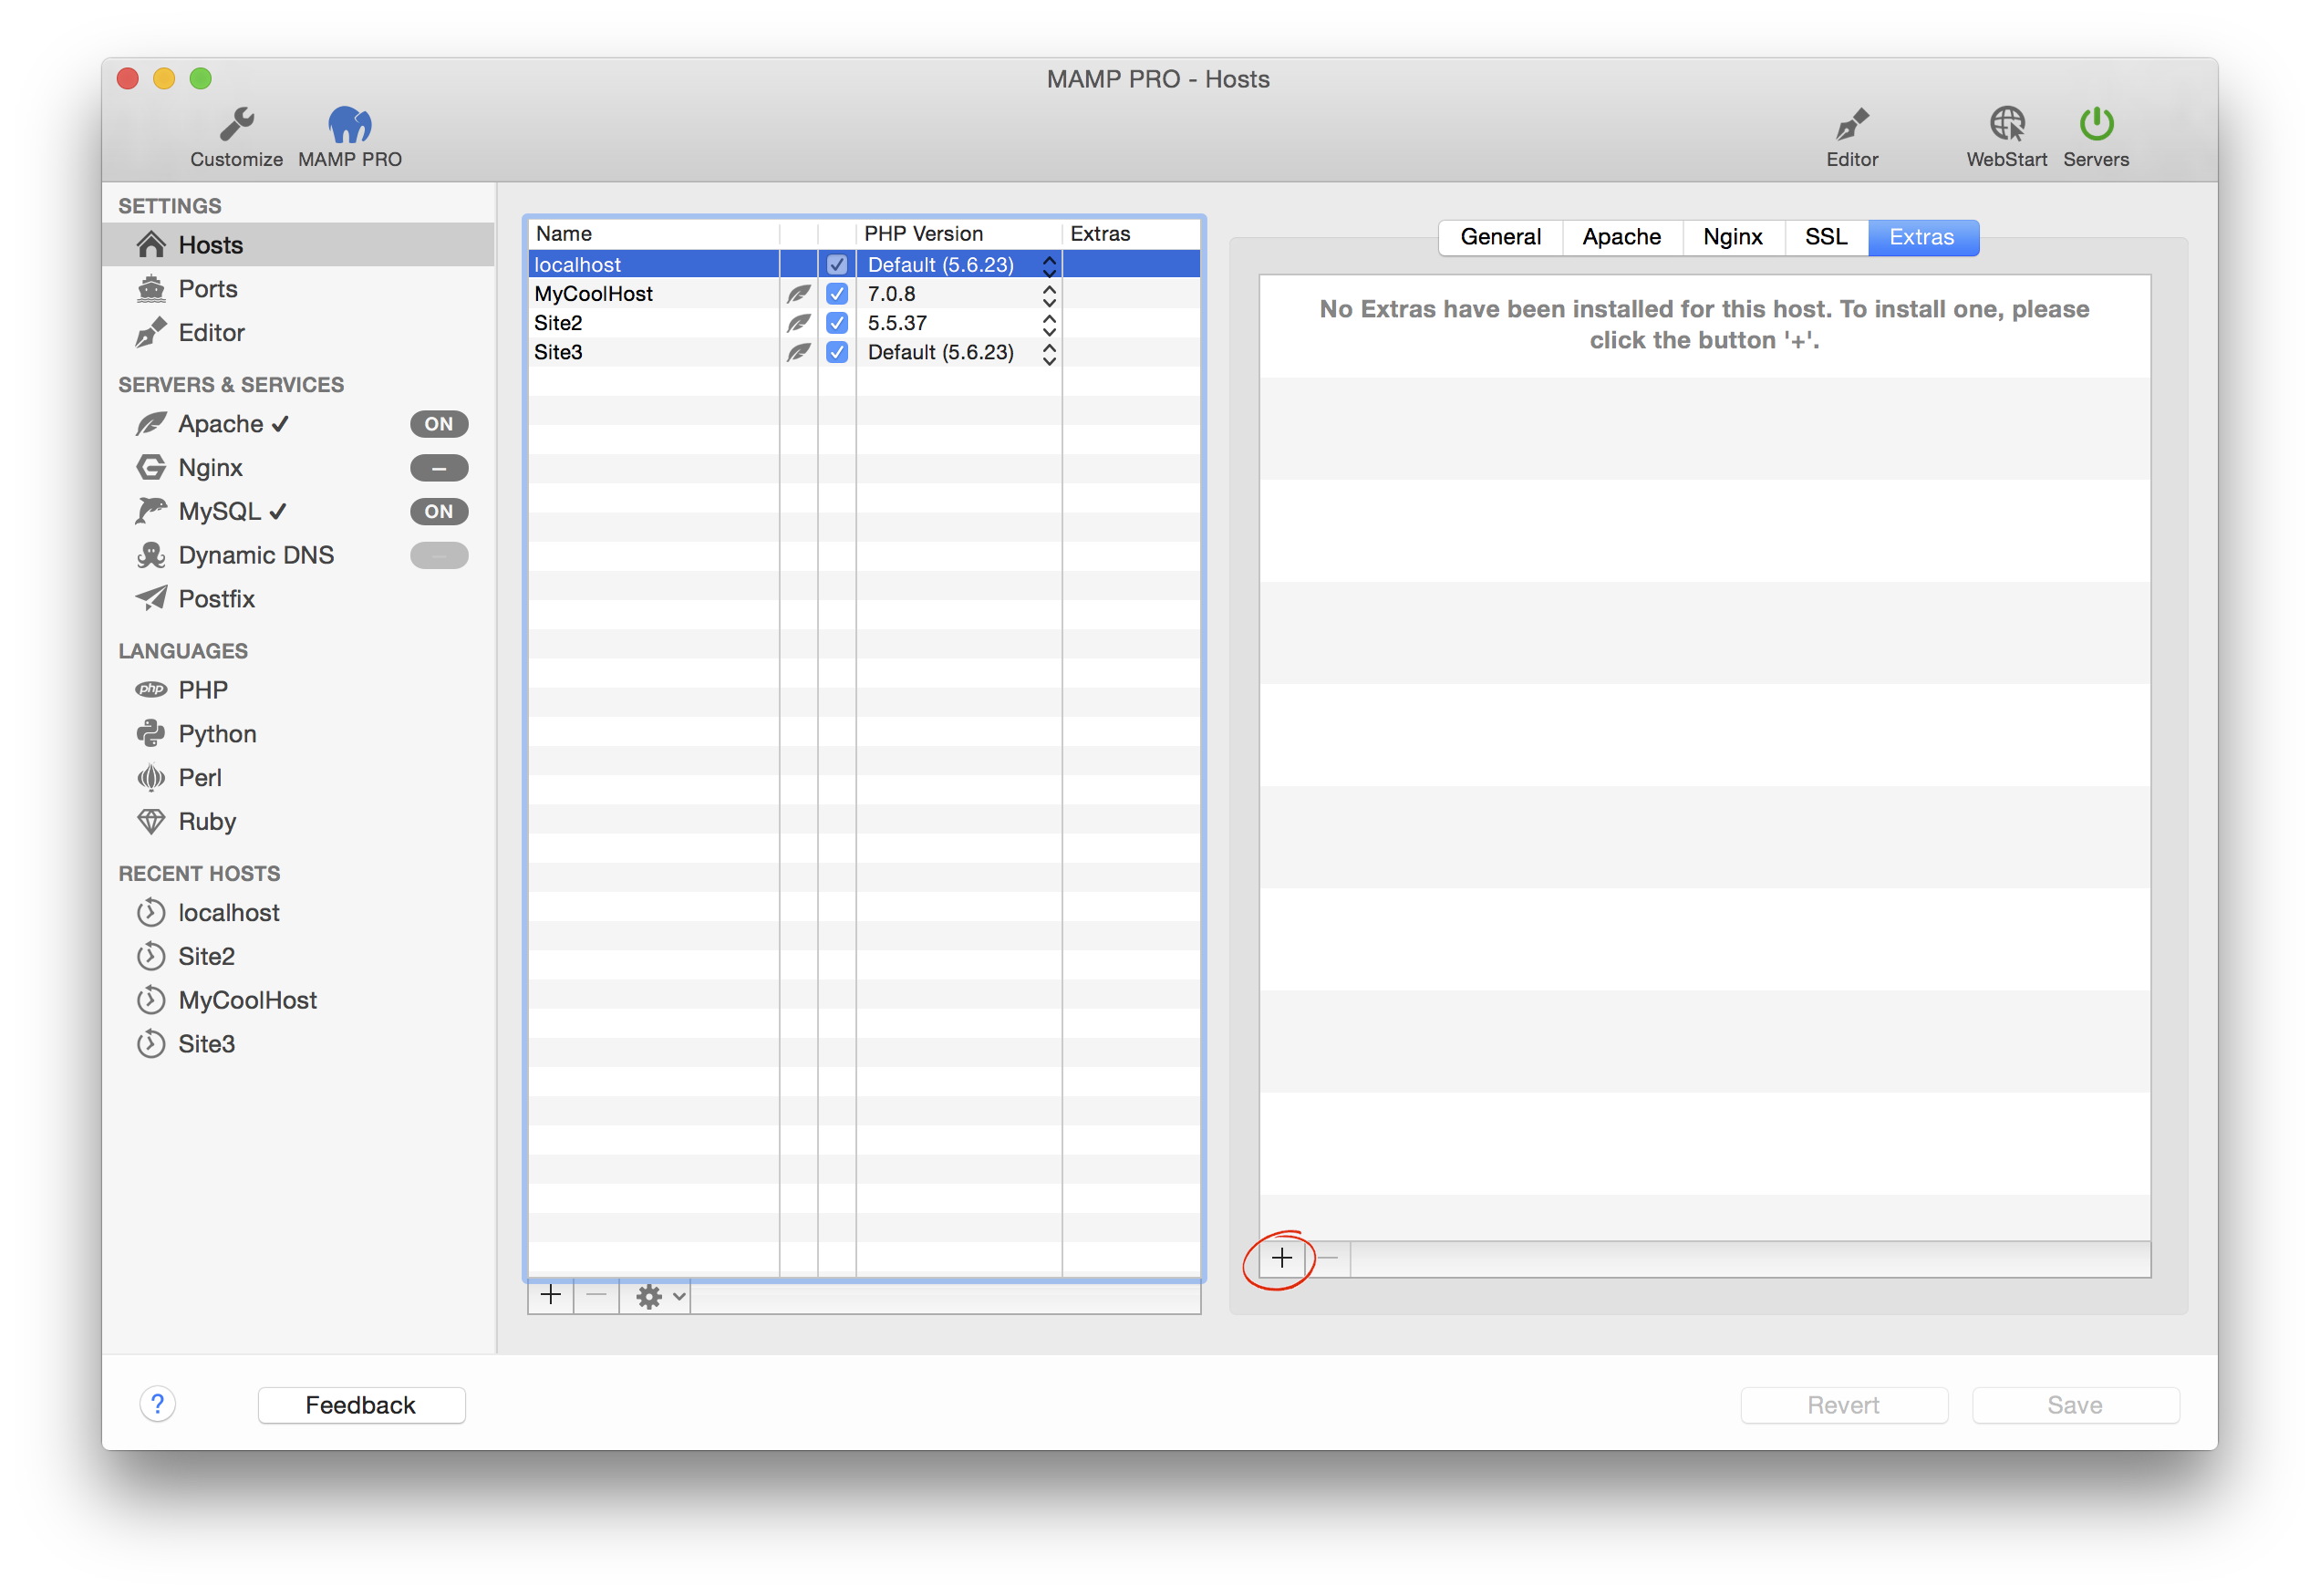 MAMP PRO - Hosts
Customize MAMP PRO Editor WebStart Servers
SETTINGS
Hosts
Ports
Editor
SERVERS & SERVICES
Apache ✓ ON
Nginx –
MySQL ✓ ON
Dynamic DNS –
Postfix
LANGUAGES
php PHP
Python
Perl
Ruby
RECENT HOSTS
localhost
Site2
MyCoolHost
Site3
Name PHP Version Extras
localhost Default (5.6.23)
MyCoolHost 7.0.8
Site2 5.5.37
Site3 Default (5.6.23)
General Apache Nginx SSL Extras
No Extras have been installed for this host. To install one, please
click the button '+'.
+ –
+ –
? Feedback Revert Save